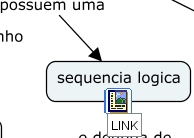 possuem uma
nho
sequencia logica
LINK